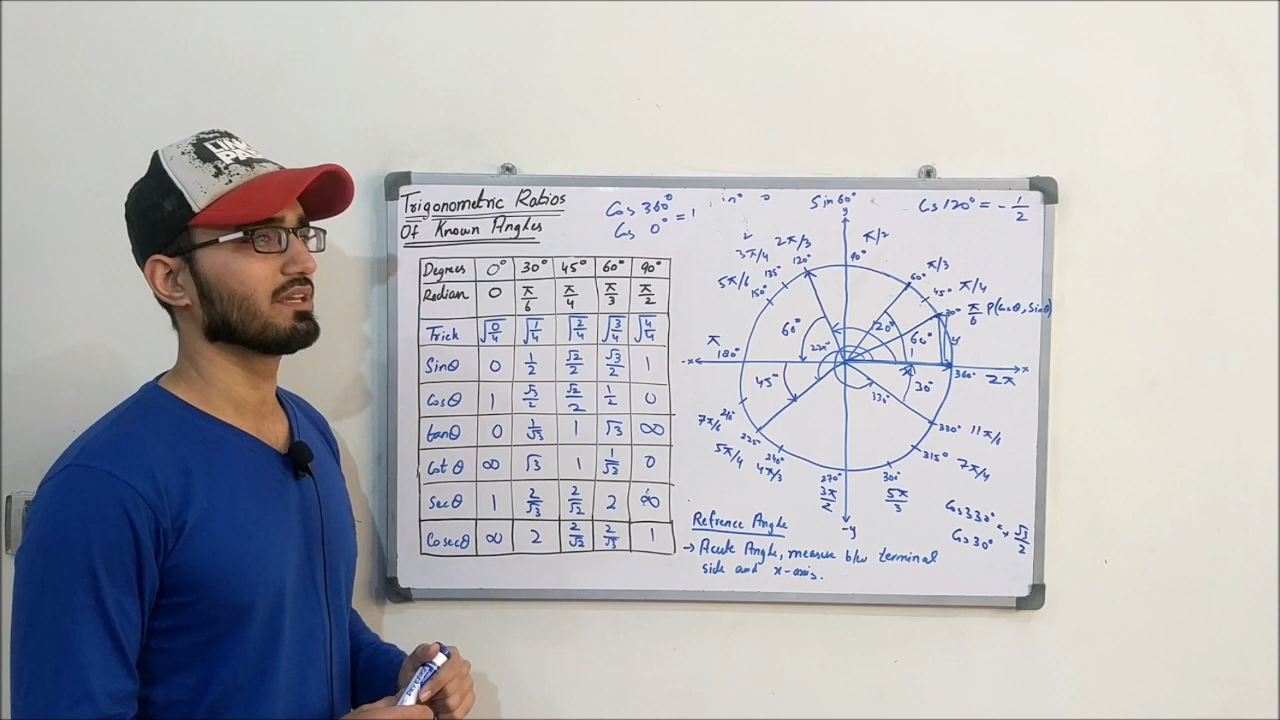 LINKIN
PARK
Trigonometric Ratios
Of Known Angles
Cos 360°
Cos 0° = 1
Sin 60°
Cos 120° = - 1/2
Degrees 0° 30° 45° 60° 90°
Radian 0 π/6 π/4 π/3 π/2
Trick √0/4 √1/4 √2/4 √3/4 √4/4
Sinθ 0 1/2 √2/2 √3/2 1
Cosθ 1 √3/2 √2/2 1/2 0
tanθ 0 1/√3 1 √3 ∞
Cotθ ∞ √3 1 1/√3 0
secθ 1 2/√3 2/√2 2 ∞
Cosecθ ∞ 2 2/√2 2/√3 1
y
π/2
90°
2π/3
120°
3π/4
135°
5π/6
150°
π/3
60°
45° π/4
30° π/6 P(Cosθ, Sinθ)
π
-x 180°
60°
120°
60°
y
x
360° 2π x
45°
30°
330°
7π/6 210°
225°
5π/4
240°
4π/3
270°
3π/2
-y
300°
5π/3
315° 7π/4
330° 11π/6
Refrence Angle
→ Acute Angle, measure b/w terminal
side and x-axis.
Cos 330°
Cos 30° = √3/2